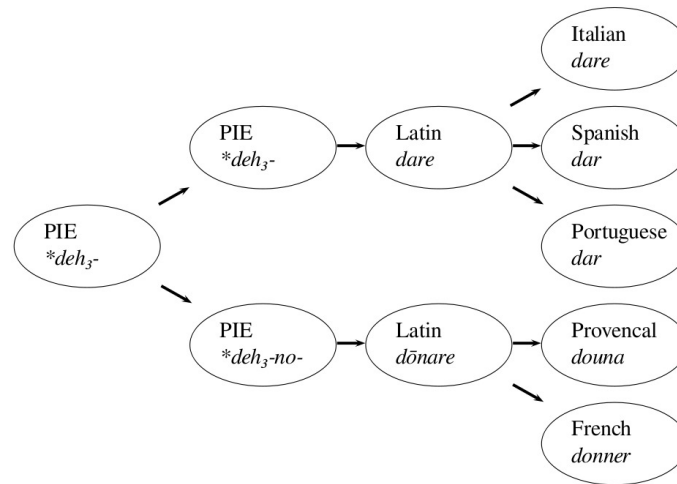 Italian
dare
PIE
*deh₃-
Latin
dare
Spanish
dar
PIE
*deh₃-
Portuguese
dar
PIE
*deh₃-no-
Latin
dōnare
Provencal
douna
French
donner